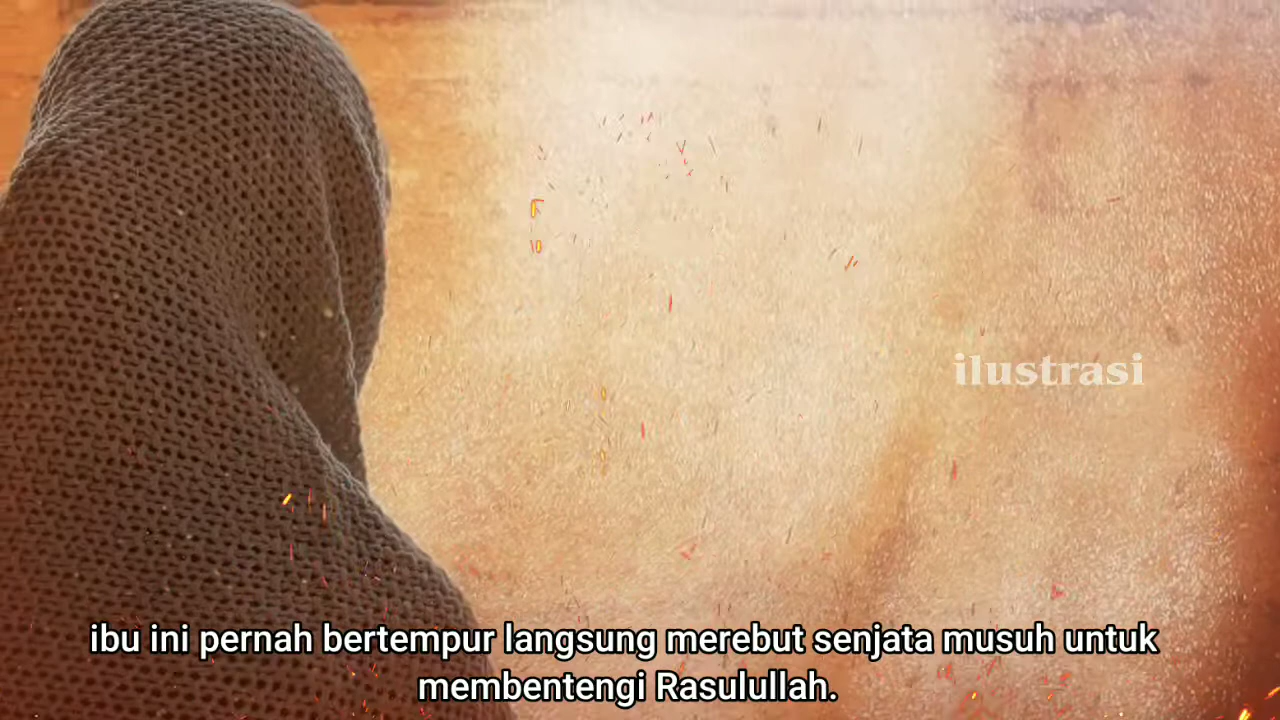 ilustrasi
ibu ini pernah bertempur langsung merebut senjata musuh untuk
membentengi Rasulullah.